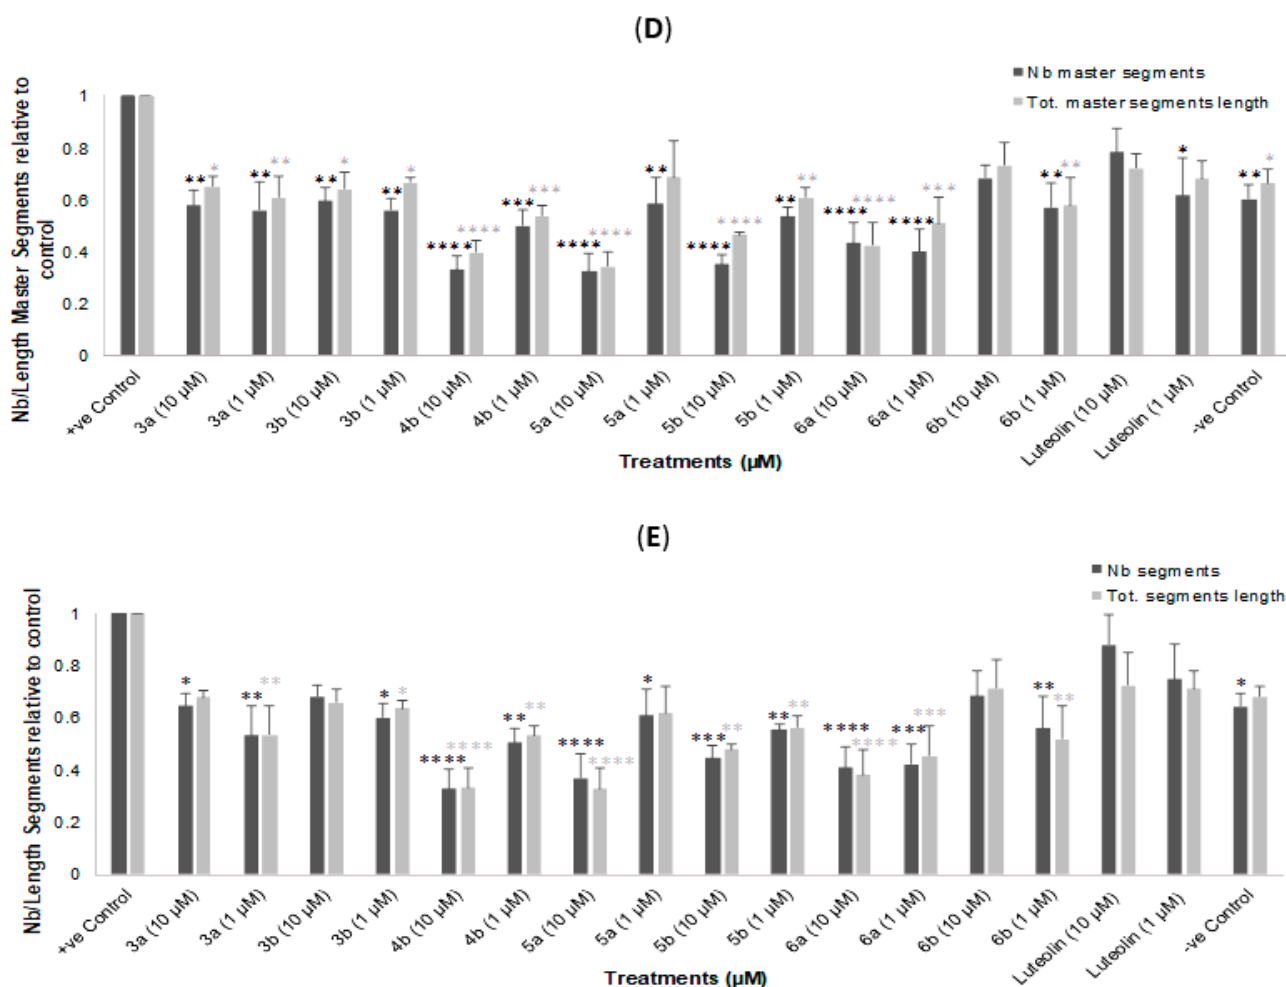 (D)
Nb master segments
Tot. master segments length
Nb/Length Master Segments relative to
control
1
0.8
0.6
0.4
0.2
0
** *
** **
** *
** *
**** ****
*** ***
**** ****
**
**** ****
** **
**** ****
**** ***
** **
*
** *
+ve Control
3a (10 µM)
3a (1 µM)
3b (10 µM)
3b (1 µM)
4b (10 µM)
4b (1 µM)
5a (10 µM)
5a (1 µM)
5b (10 µM)
5b (1 µM)
6a (10 µM)
6a (1 µM)
6b (10 µM)
6b (1 µM)
Luteolin (10 µM)
Luteolin (1 µM)
-ve Control
Treatments (µM)
(E)
Nb segments
Tot. segments length
Nb/Length Segments relative to control
1
0.8
0.6
0.4
0.2
0
*
** **
* *
**** ****
** **
**** ****
*
*** **
** **
**** ****
*** ***
** **
*
+ve Control
3a (10 µM)
3a (1 µM)
3b (10 µM)
3b (1 µM)
4b (10 µM)
4b (1 µM)
5a (10 µM)
5a (1 µM)
5b (10 µM)
5b (1 µM)
6a (10 µM)
6a (1 µM)
6b (10 µM)
6b (1 µM)
Luteolin (10 µM)
Luteolin (1 µM)
-ve Control
Treatments (µM)